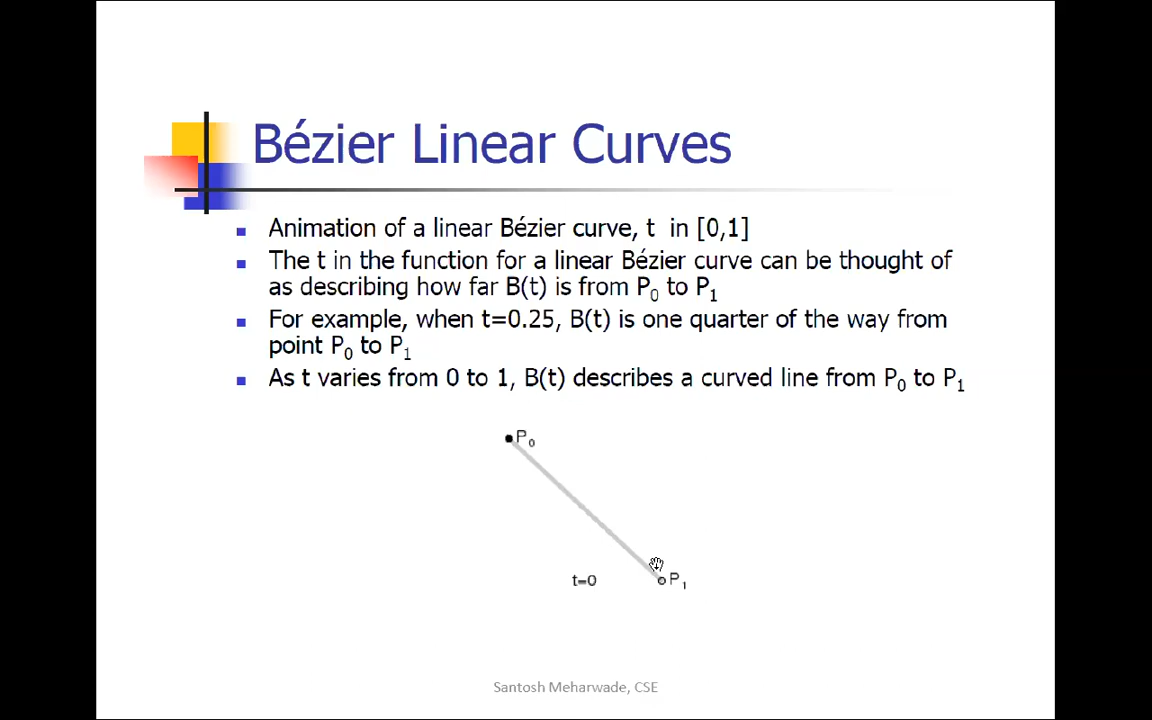 Bézier Linear Curves
Animation of a linear Bézier curve, t  in [0,1]
The t in the function for a linear Bézier curve can be thought of
as describing how far B(t) is from P₀ to P₁
For example, when t=0.25, B(t) is one quarter of the way from
point P₀ to P₁
As t varies from 0 to 1, B(t) describes a curved line from P₀ to P₁
P₀
t=0
P₁
Santosh Meharwade, CSE